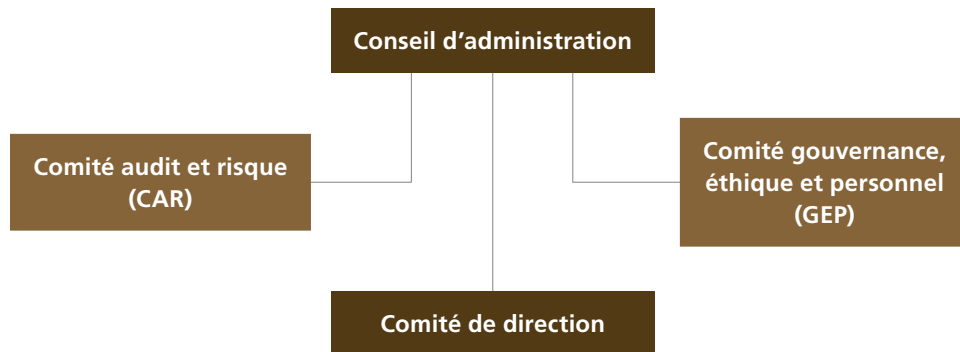 Conseil d’administration
Comité audit et risque
(CAR)
Comité gouvernance,
éthique et personnel
(GEP)
Comité de direction